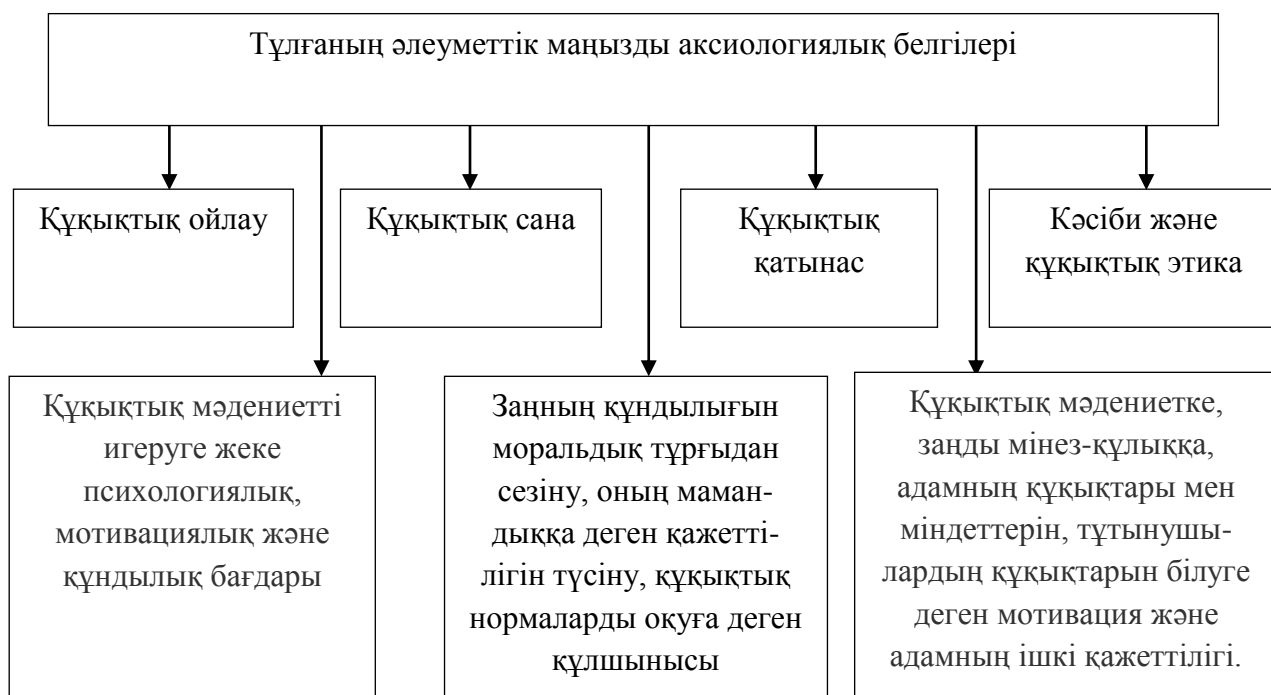 Тұлғаның әлеуметтік маңызды аксиологиялық белгілері
Құқықтық ойлау
Құқықтық сана
Құқықтық
қатынас
Кәсіби және
құқықтық этика
Құқықтық мәдениетті
игеруге жеке
психологиялық,
мотивациялық және
құндылық бағдары
Заңның құндылығын
моральдық тұрғыдан
сезіну, оның маман-
дыққа деген қажетті-
лігін түсіну, құқықтық
нормаларды оқуға деген
құлшынысы
Құқықтық мәдениетке,
заңды мінез-құлыққа,
адамның құқықтары мен
міндеттерін, тұтынушы-
лардың құқықтарын білуге
деген мотивация және
адамның ішкі қажеттілігі.